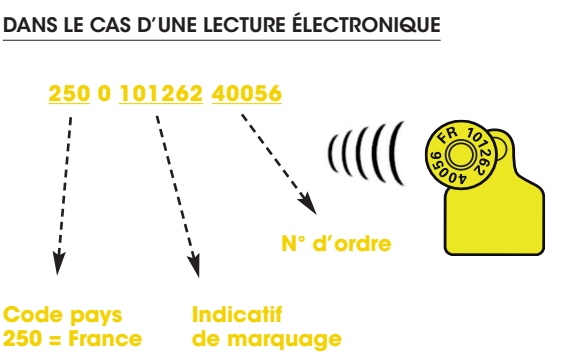 DANS LE CAS D’UNE LECTURE ÉLECTRONIQUE
250 0 101262 40056
FR 101262
40056
N° d’ordre
Code pays
250 = France
Indicatif
de marquage